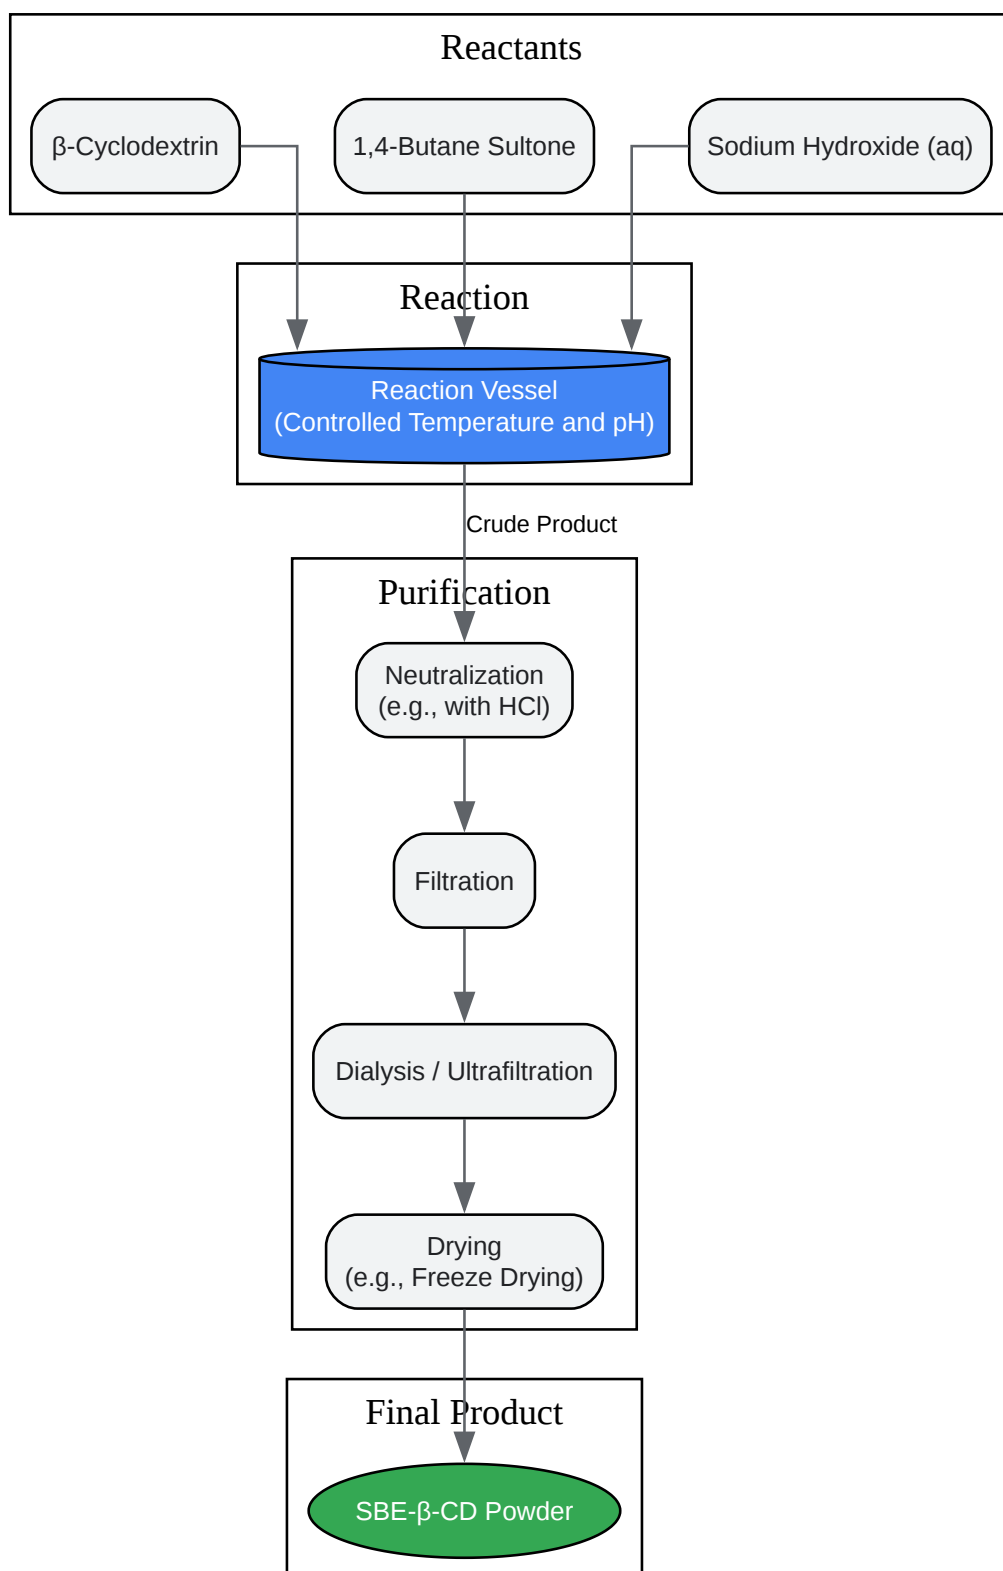 Reactants
β-Cyclodextrin
1,4-Butane Sultone
Sodium Hydroxide (aq)
Reaction
Reaction Vessel
(Controlled Temperature and pH)
Crude Product
Purification
Neutralization
(e.g., with HCl)
Filtration
Dialysis / Ultrafiltration
Drying
(e.g., Freeze Drying)
Final Product
SBE-β-CD Powder